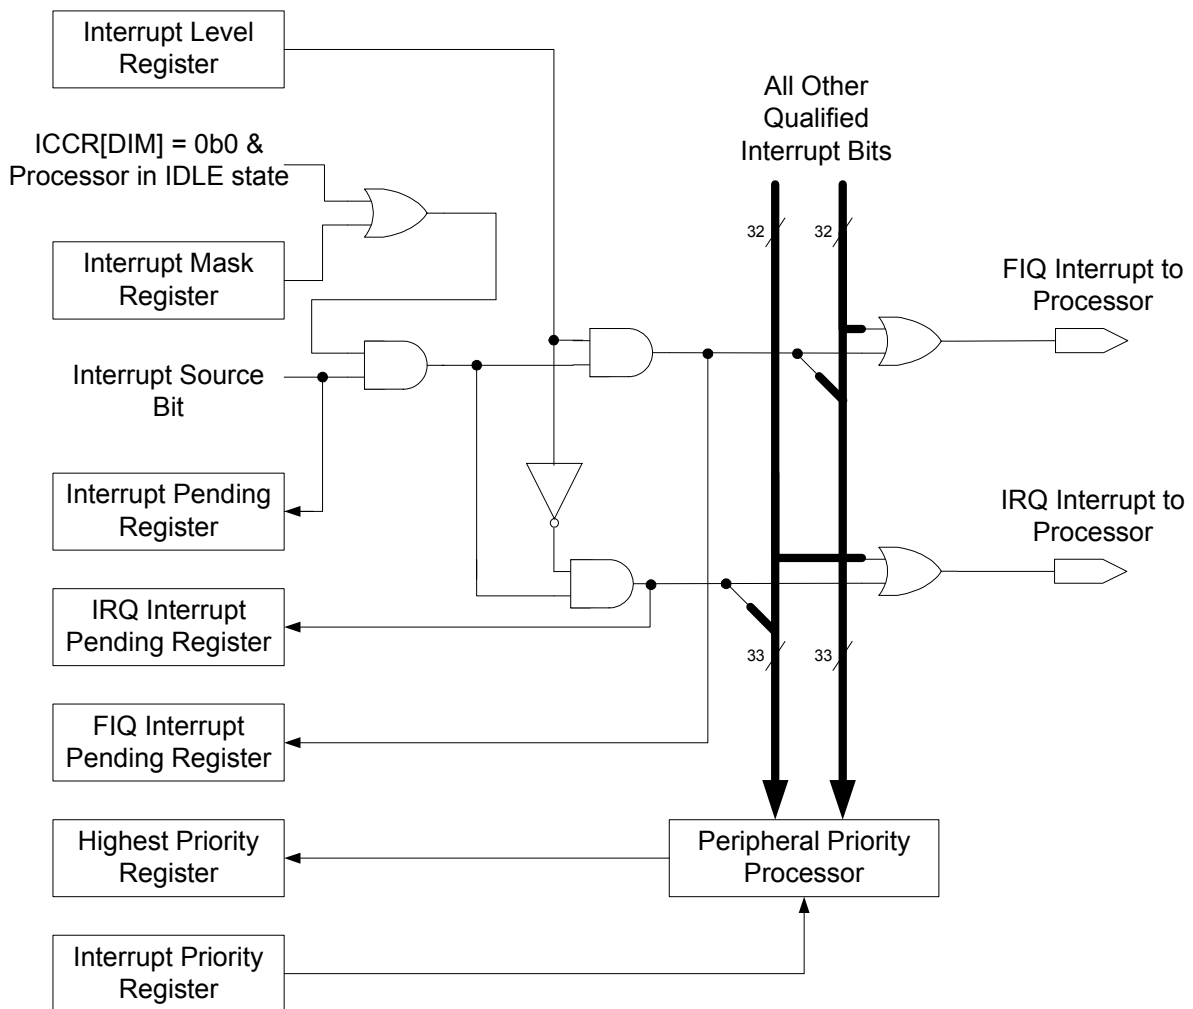 Interrupt Level
Register
All Other
Qualified
Interrupt Bits
ICCR[DIM] = 0b0 &
Processor in IDLE state
32
32
Interrupt Mask
Register
FIQ Interrupt to
Processor
Interrupt Source
Bit
Interrupt Pending
Register
IRQ Interrupt to
Processor
IRQ Interrupt
Pending Register
33
33
FIQ Interrupt
Pending Register
Highest Priority
Register
Peripheral Priority
Processor
Interrupt Priority
Register